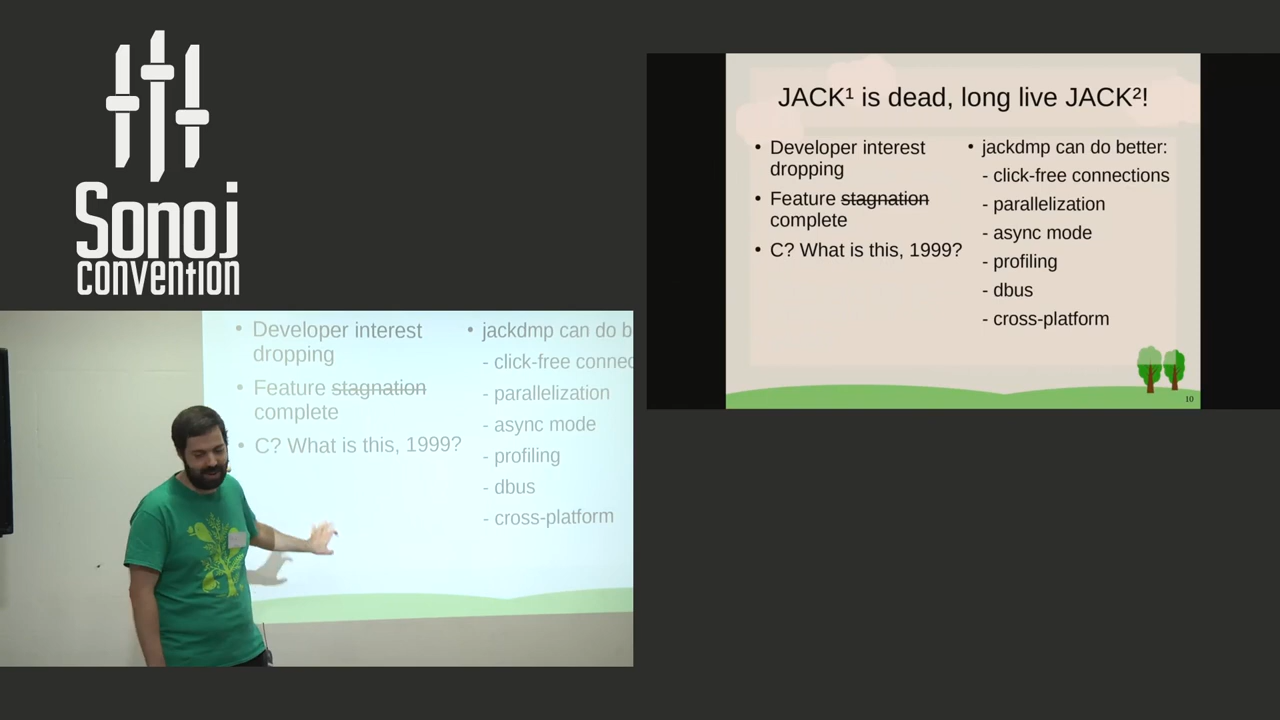 Sonoj
convention
JACK¹ is dead, long live JACK²!
• Developer interest
dropping
• Feature stagnation
complete
• C? What is this, 1999?
• jackdmp can do better:
- click-free connections
- parallelization
- async mode
- profiling
- dbus
- cross-platform
10
• Developer interest
dropping
• Feature stagnation
complete
• C? What is this, 1999?
• jackdmp can do b
- click-free connec
- parallelization
- async mode
- profiling
- dbus
- cross-platform